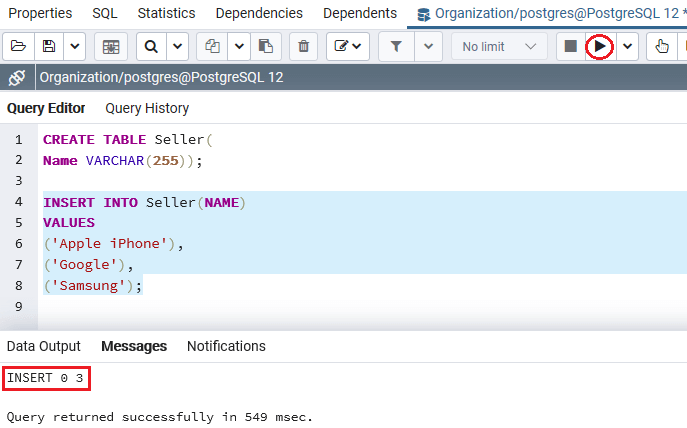 Properties SQL Statistics Dependencies Dependents Organization/postgres@PostgreSQL 12 *
No limit
Organization/postgres@PostgreSQL 12
Query Editor Query History
1 CREATE TABLE Seller(
2 Name VARCHAR(255));
3
4 INSERT INTO Seller(NAME)
5 VALUES
6 ('Apple iPhone'),
7 ('Google'),
8 ('Samsung');
9
Data Output Messages Notifications
INSERT 0 3
Query returned successfully in 549 msec.